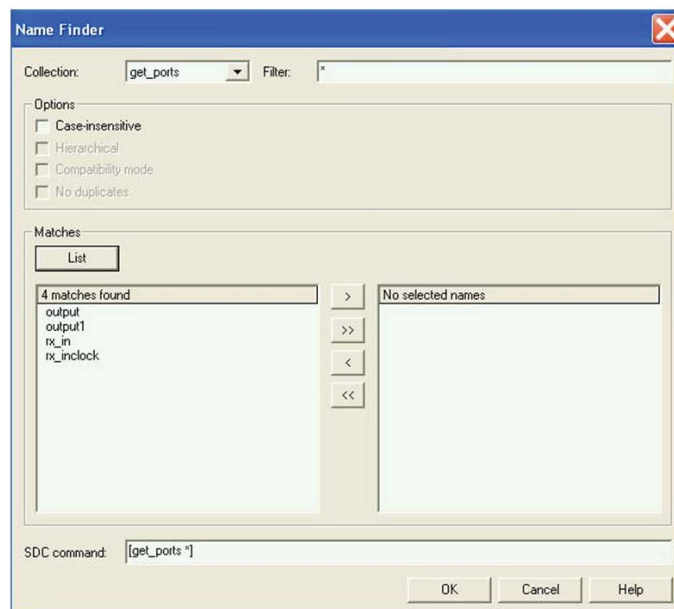 Name Finder
Collection: get_ports Filter: *
Options
Case-insensitive
Hierarchical
Compatibility mode
No duplicates
Matches
List
4 matches found > No selected names
output
output1 >>
rx_in
rx_inclock <
<<
SDC command: [get_ports *]
OK Cancel Help